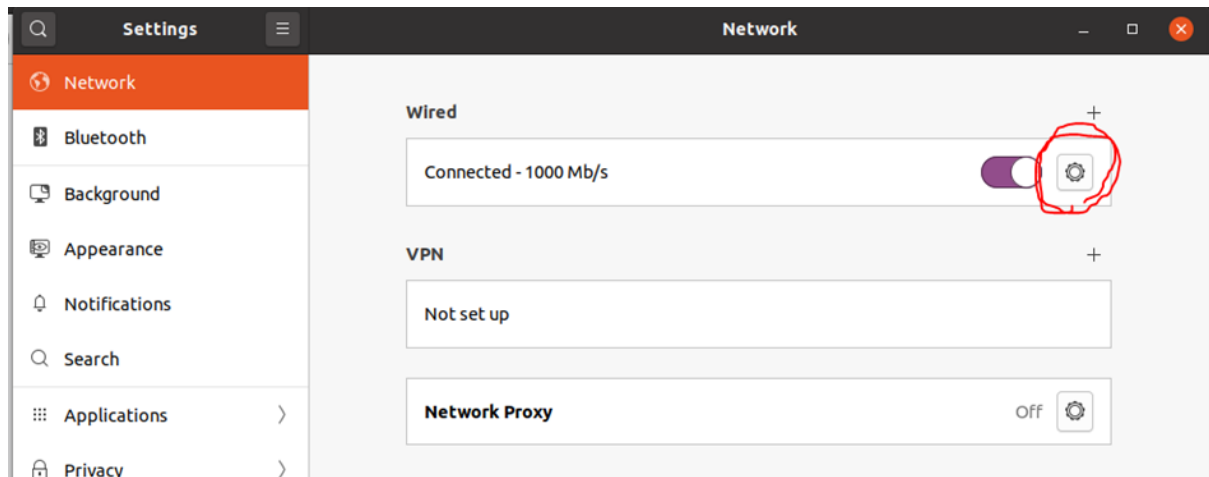 Settings
Network
Network
Bluetooth
Background
Appearance
Notifications
Search
Applications
Privacy
Wired
Connected - 1000 Mb/s
VPN
Not set up
Network Proxy Off